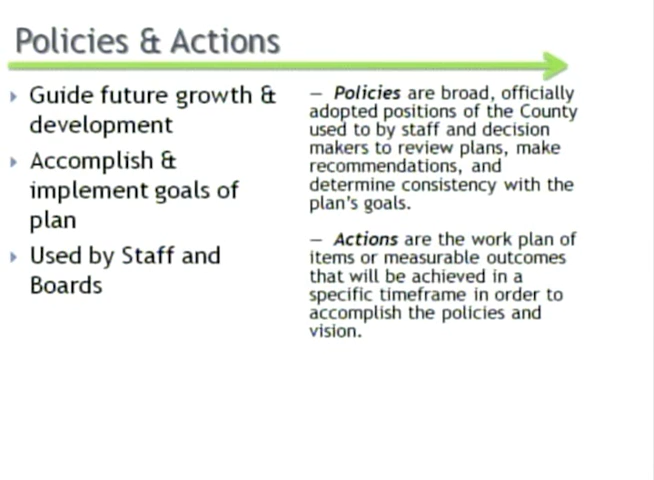 Policies & Actions
Guide future growth &
development
Accomplish &
implement goals of
plan
Used by Staff and
Boards
– Policies are broad, officially
adopted positions of the County
used to by staff and decision
makers to review plans, make
recommendations, and
determine consistency with the
plan's goals.
– Actions are the work plan of
items or measurable outcomes
that will be achieved in a
specific timeframe in order to
accomplish the policies and
vision.